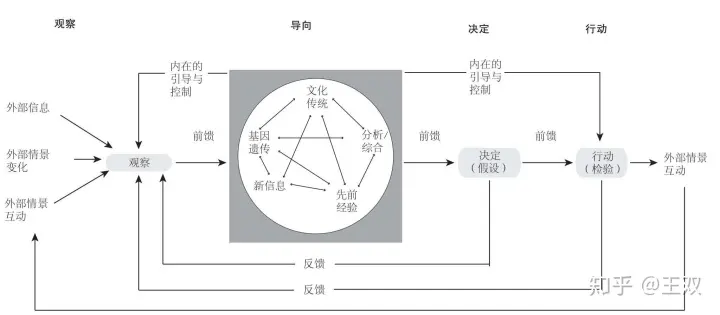 观察
导向
决定
行动
内在的
引导与
控制
内在的
引导与
控制
外部信息
外部情景
变化
外部情景
互动
观察
前馈
文化
传统
基因
遗传
分析/
综合
新信息
先前
经验
前馈
决定
（假设）
前馈
行动
（检验）
外部情景
互动
反馈
反馈
知乎 @王双